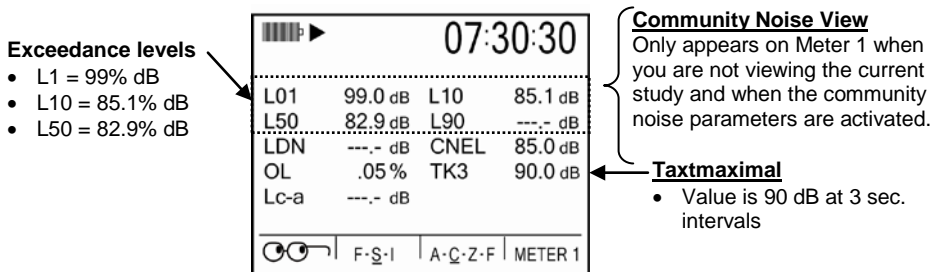 Exceedance levels
• L1 = 99% dB
• L10 = 85.1% dB
• L50 = 82.9% dB
07:30:30
L01 99.0 dB L10 85.1 dB
L50 82.9 dB L90 ---.- dB
LDN ---.- dB CNEL 85.0 dB
OL .05 % TK3 90.0 dB
Lc-a ---.- dB
F-S-I A-C-Z-F METER 1
Community Noise View
Only appears on Meter 1 when
you are not viewing the current
study and when the community
noise parameters are activated.
Taxtmaximal
• Value is 90 dB at 3 sec.
intervals